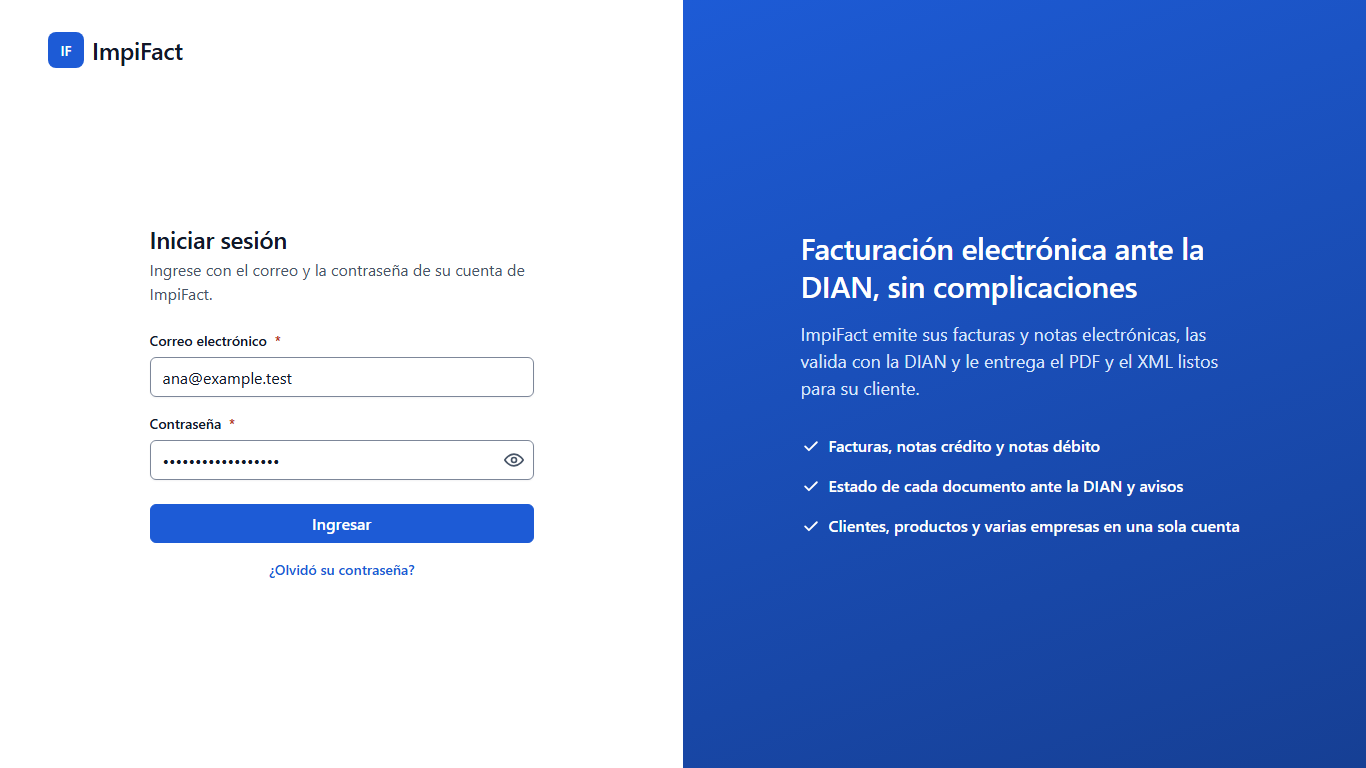 IF ImpiFact
Iniciar sesión
Ingrese con el correo y la contraseña de su cuenta de
ImpiFact.
Correo electrónico *
ana@example.test
Contraseña *
••••••••••••••••••
Ingresar
¿Olvidó su contraseña?
Facturación electrónica ante la
DIAN, sin complicaciones
ImpiFact emite sus facturas y notas electrónicas, las
valida con la DIAN y le entrega el PDF y el XML listos
para su cliente.
Facturas, notas crédito y notas débito
Estado de cada documento ante la DIAN y avisos
Clientes, productos y varias empresas en una sola cuenta